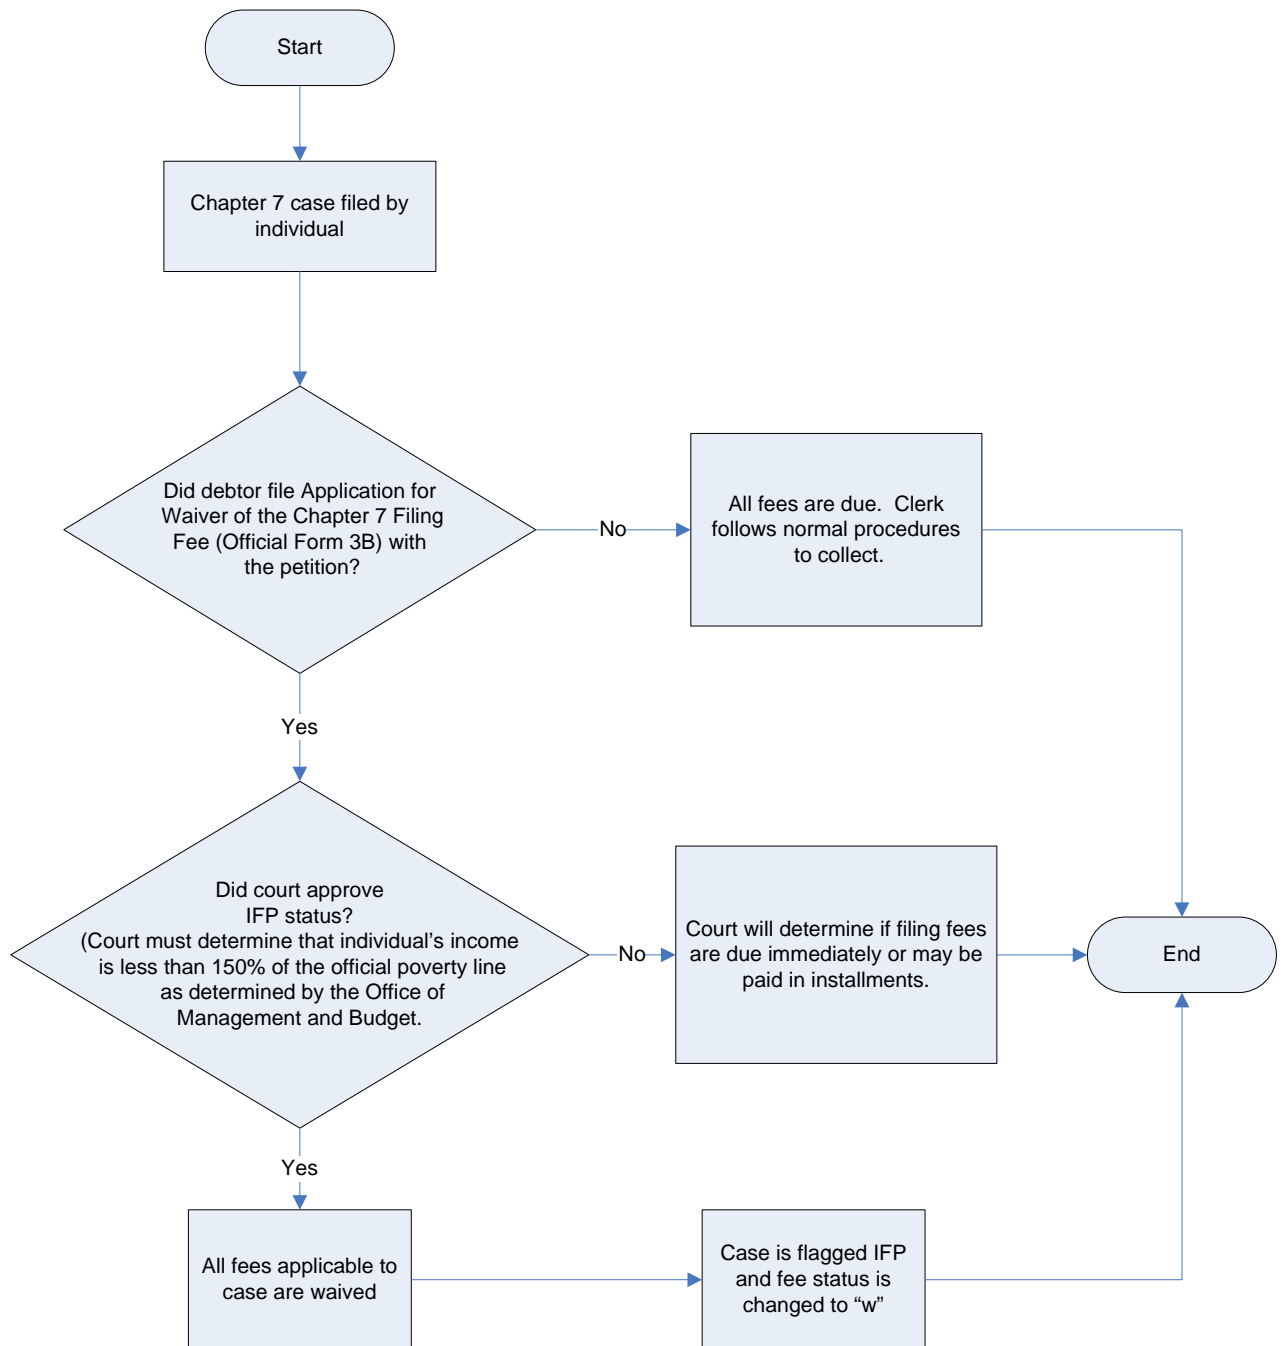 Start
Chapter 7 case filed by
individual
Did debtor file Application for
Waiver of the Chapter 7 Filing
Fee (Official Form 3B) with
the petition?
No
All fees are due.  Clerk
follows normal procedures
to collect.
Yes
Did court approve
IFP status?
(Court must determine that individual’s income
is less than 150% of the official poverty line
as determined by the Office of
Management and Budget.
No
Court will determine if filing fees
are due immediately or may be
paid in installments.
End
Yes
All fees applicable to
case are waived
Case is flagged IFP
and fee status is
changed to “w”